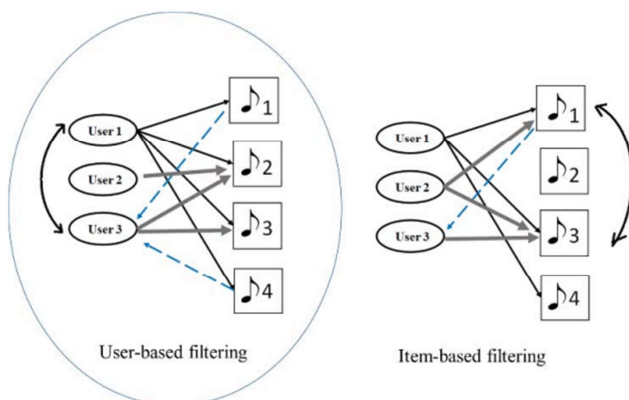 User 1
User 2
User 3
1
2
3
4
User-based filtering
User 1
User 2
User 3
1
2
3
4
Item-based filtering